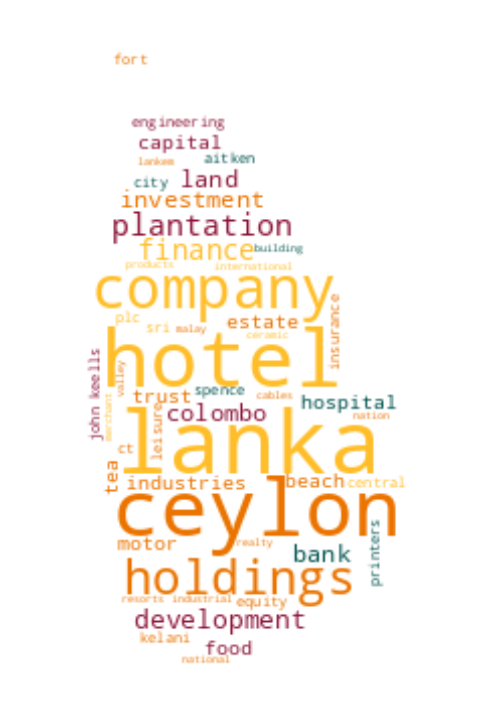 fort
engineering
capital
lankem
aitken
city
land
investment
plantation
finance
building
products
international
company
plc
sri
malay
estate
ceramic
insurance
hotel
john keells
valley
merchant
trust
spence
cables
hospital
leisure
colombo
nation
lanka
ct
tea
industries
beach
central
ceylon
motor
realty
bank
printers
holdings
resorts
industrial
equity
development
kelani
food
national